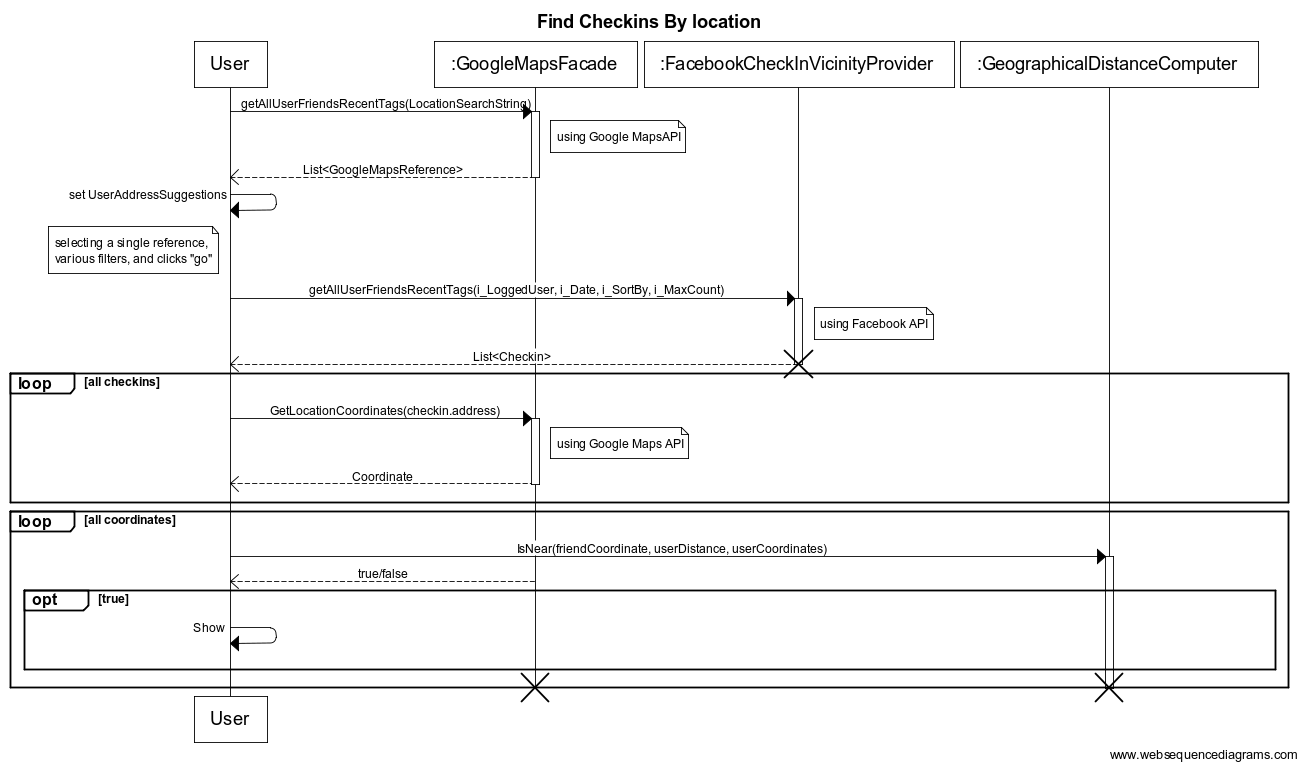 Find Checkins By location
User
:GoogleMapsFacade
:FacebookCheckInVicinityProvider
:GeographicalDistanceComputer
getAllUserFriendsRecentTags(LocationSearchString)
using Google MapsAPI
List<GoogleMapsReference>
set UserAddressSuggestions
selecting a single reference,
various filters, and clicks "go"
getAllUserFriendsRecentTags(i_LoggedUser, i_Date, i_SortBy, i_MaxCount)
using Facebook API
List<Checkin>
loop
[all checkins]
GetLocationCoordinates(checkin.address)
using Google Maps API
Coordinate
loop
[all coordinates]
IsNear(friendCoordinate, userDistance, userCoordinates)
true/false
opt
[true]
Show
User
www.websequencediagrams.com